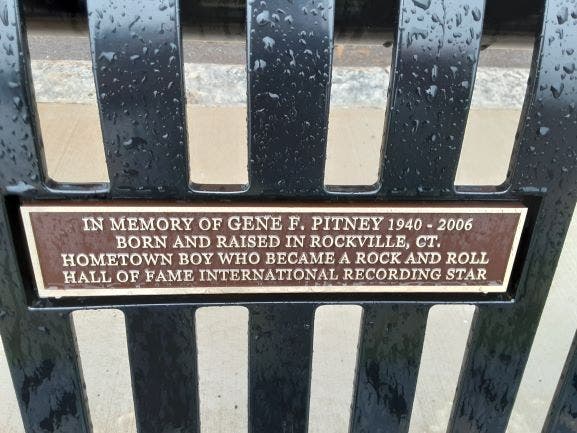 IN MEMORY OF GENE F. PITNEY 1940 - 2006
BORN AND RAISED IN ROCKVILLE, CT.
HOMETOWN BOY WHO BECAME A ROCK AND ROLL
HALL OF FAME INTERNATIONAL RECORDING STAR